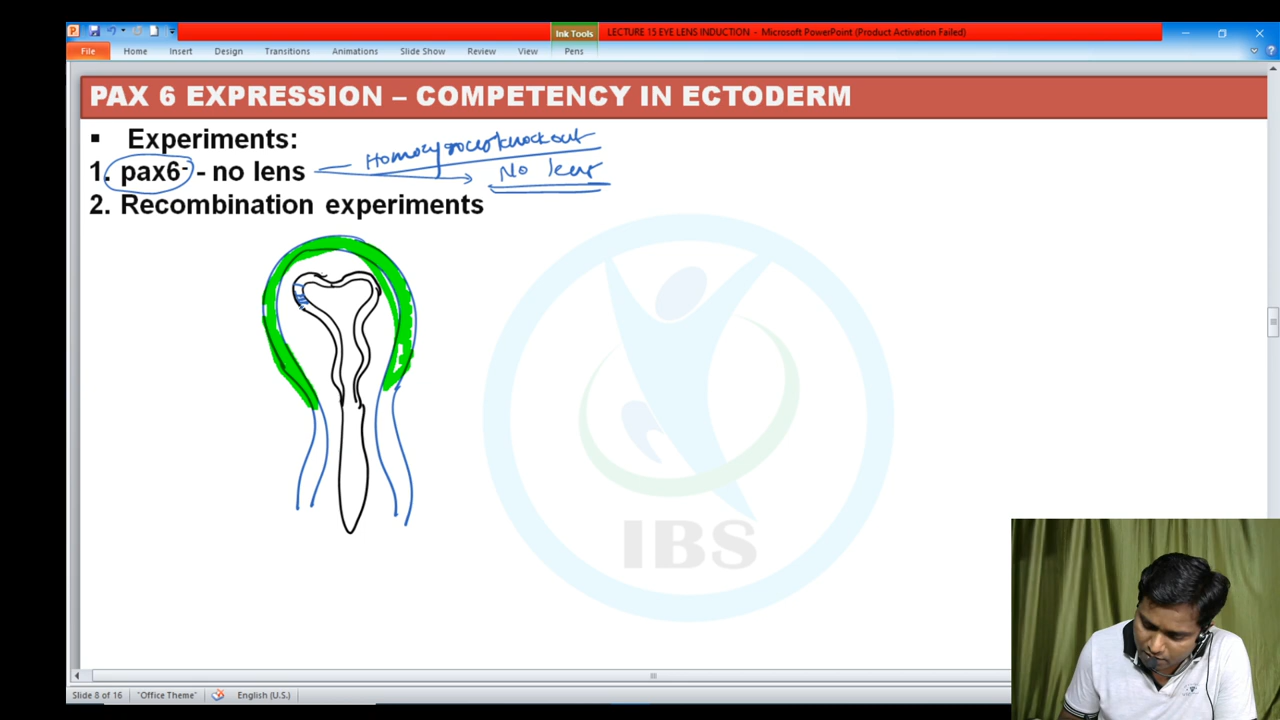 LECTURE 15 EYE LENS INDUCTION - Microsoft PowerPoint (Product Activation Failed)
Ink Tools
File Home Insert Design Transitions Animations Slide Show Review View Pens
PAX 6 EXPRESSION – COMPETENCY IN ECTODERM
▪ Experiments:
Homozygous knockout
1. pax6- - no lens
No lens
2. Recombination experiments
IBS
Slide 8 of 16 "Office Theme" English (U.S.)